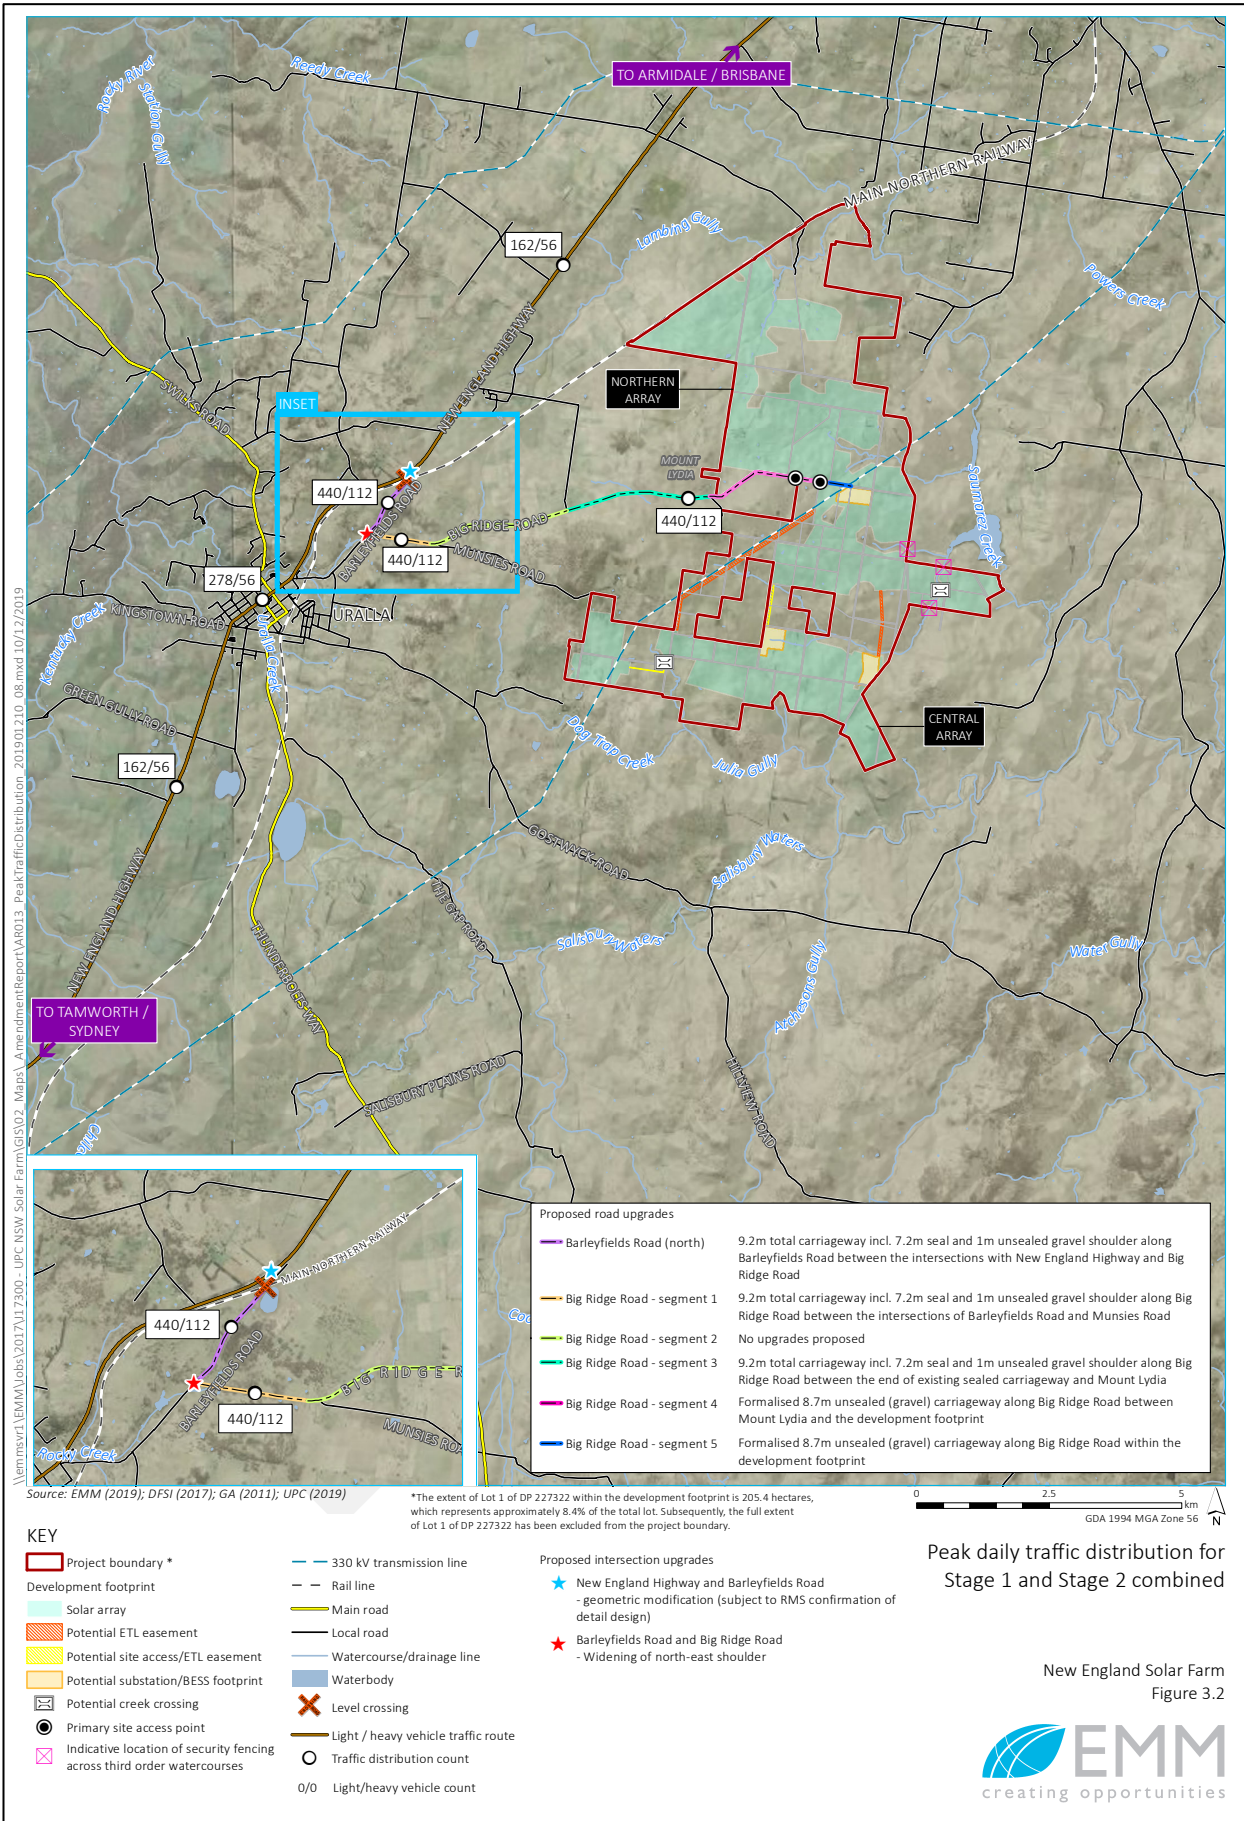 TO ARMIDALE / BRISBANE
Rocky River
Station Gully
Reedy Creek
MAIN NORTHERN RAILWAY
Lambing Gully
Powers Creek
162/56
NEW ENGLAND HIGHWAY
SWILKS ROAD
INSET
NORTHERN
ARRAY
MOUNT
LYDIA
440/112
BARLEYFIELDS ROAD
440/112
BIG RIDGE ROAD
MUNSIES ROAD
440/112
Saumarez Creek
278/56
KINGSTOWN ROAD
URALLA
Uralla Creek
Kentucky Creek
GREEN GULLY ROAD
162/56
Dog Trap Creek
Julia Gully
CENTRAL
ARRAY
GOSTWYCK ROAD
THE GAP ROAD
Salisbury Waters
Salisbury Waters
Archesons Gully
Water Gully
NEW ENGLAND HIGHWAY
THUNDERBOLTS WAY
TO TAMWORTH /
SYDNEY
SALISBURY PLAINS ROAD
HILLVIEW ROAD
MAIN NORTHERN RAILWAY
440/112
BARLEYFIELDS ROAD
BIG RIDGE R
440/112
MUNSIES ROA
Rocky Creek
Proposed road upgrades
Barleyfields Road (north) 9.2m total carriageway incl. 7.2m seal and 1m unsealed gravel shoulder along
Barleyfields Road between the intersections with New England Highway and Big
Ridge Road
Big Ridge Road - segment 1 9.2m total carriageway incl. 7.2m seal and 1m unsealed gravel shoulder along Big
Ridge Road between the intersections of Barleyfields Road and Munsies Road
Big Ridge Road - segment 2 No upgrades proposed
Big Ridge Road - segment 3 9.2m total carriageway incl. 7.2m seal and 1m unsealed gravel shoulder along Big
Ridge Road between the end of existing sealed carriageway and Mount Lydia
Big Ridge Road - segment 4 Formalised 8.7m unsealed (gravel) carriageway along Big Ridge Road between
Mount Lydia and the development footprint
Big Ridge Road - segment 5 Formalised 8.7m unsealed (gravel) carriageway along Big Ridge Road within the
development footprint
\\emmsvr1\EMM\Jobs\2017\J17300 - UPC NSW Solar Farm\GIS\02_Maps\_AmendmentReport\AR013_PeakTrafficDistribution_201901210_08.mxd 10/12/2019
Source: EMM (2019); DFSI (2017); GA (2011); UPC (2019)
*The extent of Lot 1 of DP 227322 within the development footprint is 205.4 hectares,
which represents approximately 8.4% of the total lot. Subsequently, the full extent
of Lot 1 of DP 227322 has been excluded from the project boundary.
0 2.5 5
km
GDA 1994 MGA Zone 56
N
KEY
Project boundary *
Development footprint
Solar array
Potential ETL easement
Potential site access/ETL easement
Potential substation/BESS footprint
Potential creek crossing
Primary site access point
Indicative location of security fencing
across third order watercourses
330 kV transmission line
Rail line
Main road
Local road
Watercourse/drainage line
Waterbody
Level crossing
Light / heavy vehicle traffic route
Traffic distribution count
0/0 Light/heavy vehicle count
Proposed intersection upgrades
New England Highway and Barleyfields Road
- geometric modification (subject to RMS confirmation of
detail design)
Barleyfields Road and Big Ridge Road
- Widening of north-east shoulder
Peak daily traffic distribution for
Stage 1 and Stage 2 combined
New England Solar Farm
Figure 3.2
EMM
creating opportunities